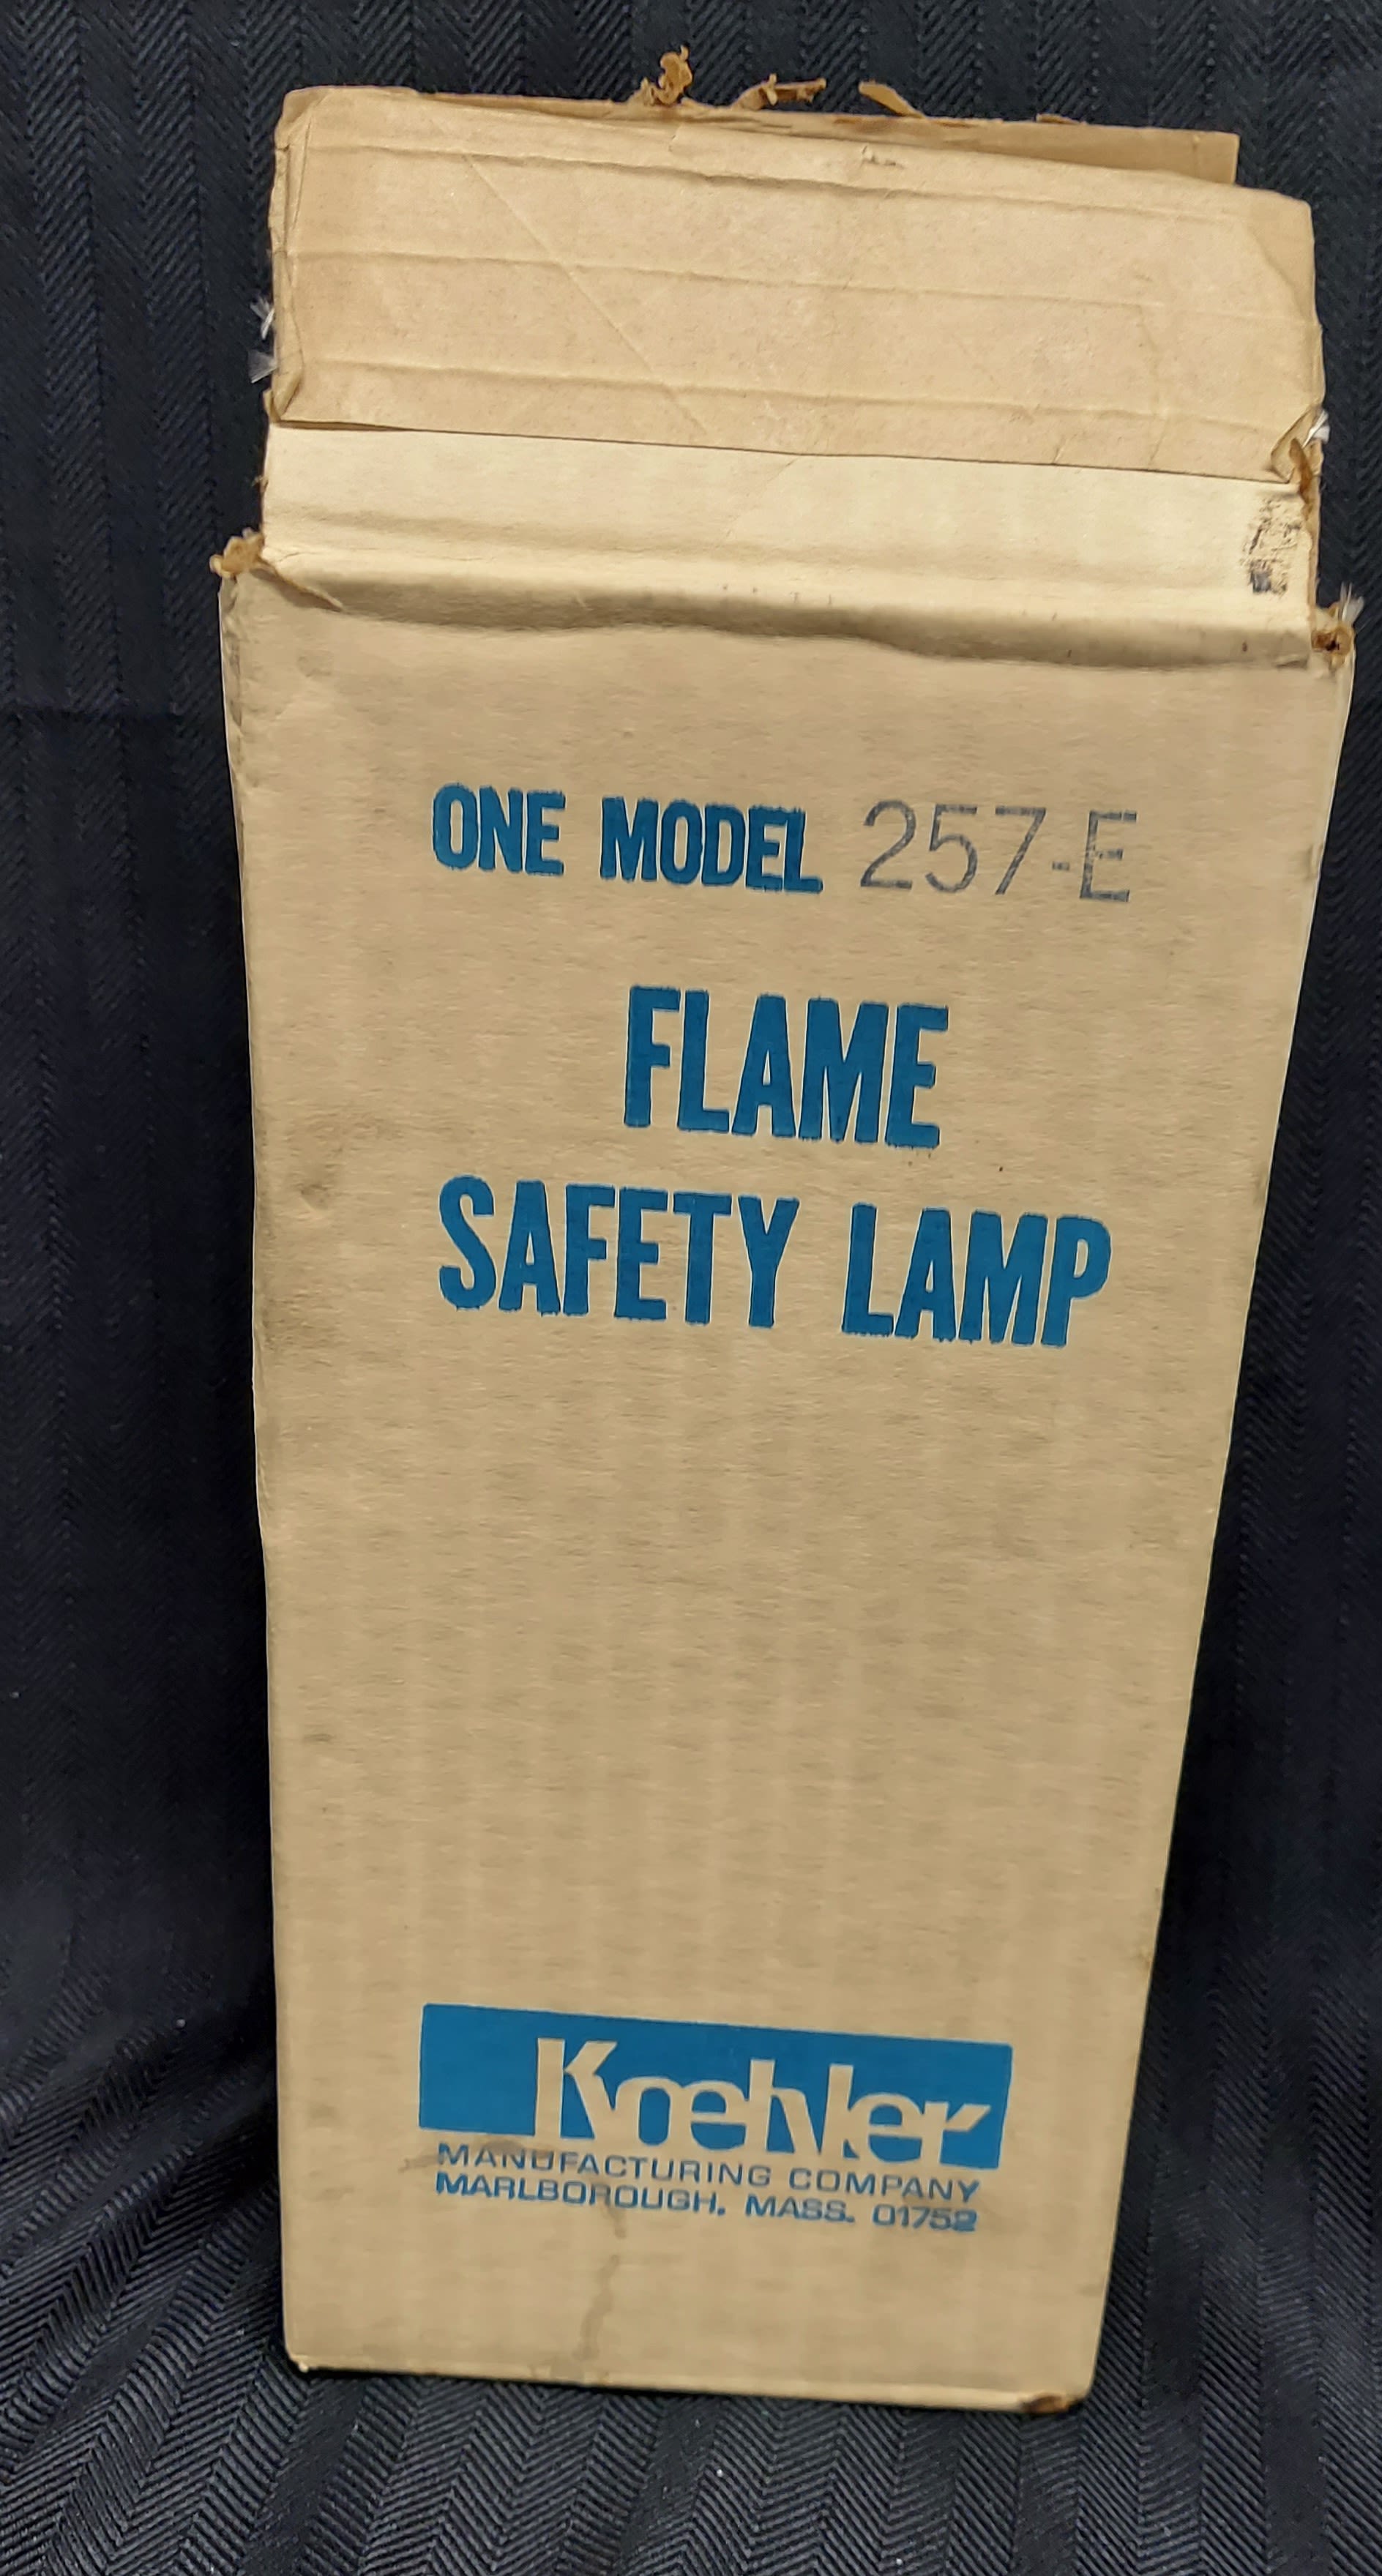 ONE MODEL 257-E
FLAME
SAFETY LAMP
Koehler
MANUFACTURING COMPANY
MARLBOROUGH, MASS. 01752